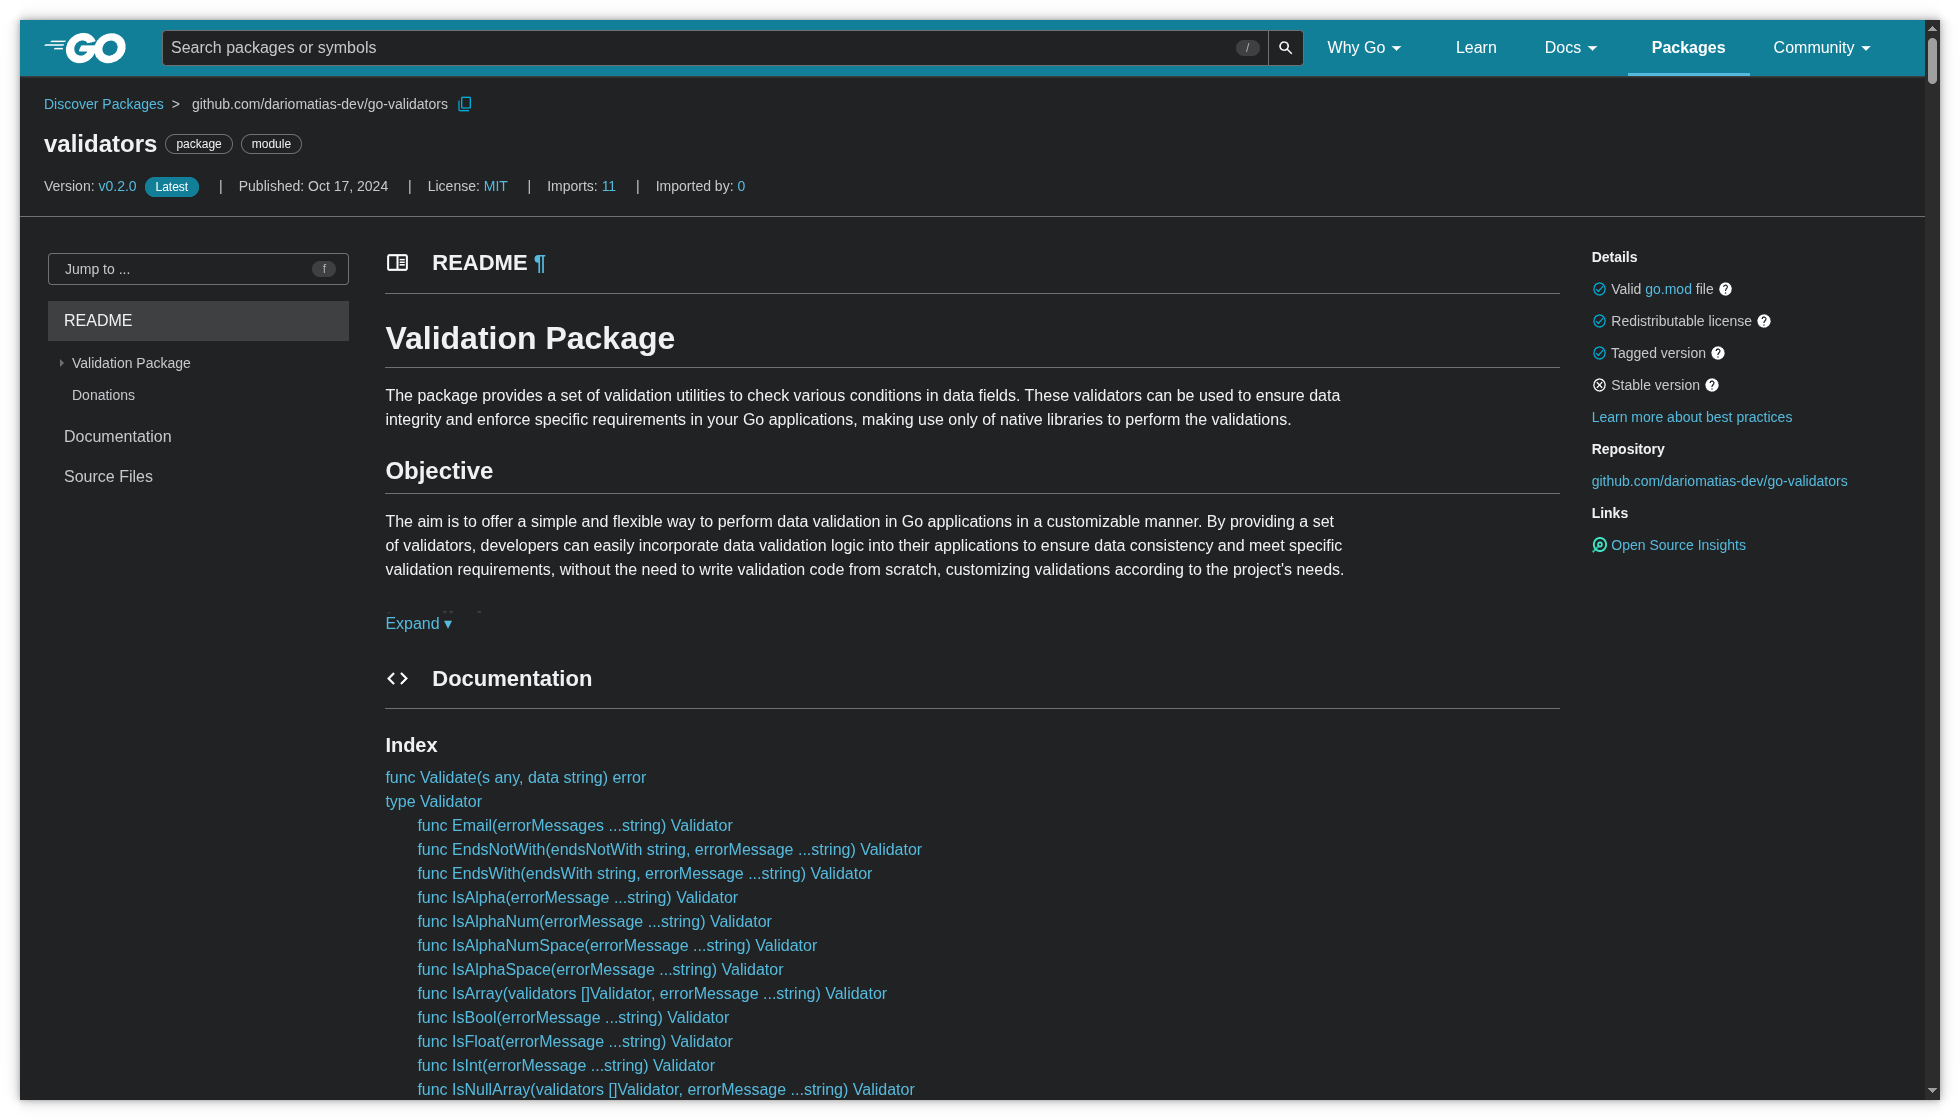 GO
Search packages or symbols /
Why Go
Learn
Docs
Packages
Community
Discover Packages > github.com/dariomatias-dev/go-validators
validators package module
Version: v0.2.0 Latest | Published: Oct 17, 2024 | License: MIT | Imports: 11 | Imported by: 0
Jump to ... f
README
Validation Package
Donations
Documentation
Source Files
README ¶
Validation Package
The package provides a set of validation utilities to check various conditions in data fields. These validators can be used to ensure data
integrity and enforce specific requirements in your Go applications, making use only of native libraries to perform the validations.
Objective
The aim is to offer a simple and flexible way to perform data validation in Go applications in a customizable manner. By providing a set
of validators, developers can easily incorporate data validation logic into their applications to ensure data consistency and meet specific
validation requirements, without the need to write validation code from scratch, customizing validations according to the project's needs.
Expand ▾
Documentation
Index
func Validate(s any, data string) error
type Validator
func Email(errorMessages ...string) Validator
func EndsNotWith(endsNotWith string, errorMessage ...string) Validator
func EndsWith(endsWith string, errorMessage ...string) Validator
func IsAlpha(errorMessage ...string) Validator
func IsAlphaNum(errorMessage ...string) Validator
func IsAlphaNumSpace(errorMessage ...string) Validator
func IsAlphaSpace(errorMessage ...string) Validator
func IsArray(validators []Validator, errorMessage ...string) Validator
func IsBool(errorMessage ...string) Validator
func IsFloat(errorMessage ...string) Validator
func IsInt(errorMessage ...string) Validator
func IsNullArray(validators []Validator, errorMessage ...string) Validator
Details
Valid go.mod file ?
Redistributable license ?
Tagged version ?
Stable version ?
Learn more about best practices
Repository
github.com/dariomatias-dev/go-validators
Links
Open Source Insights